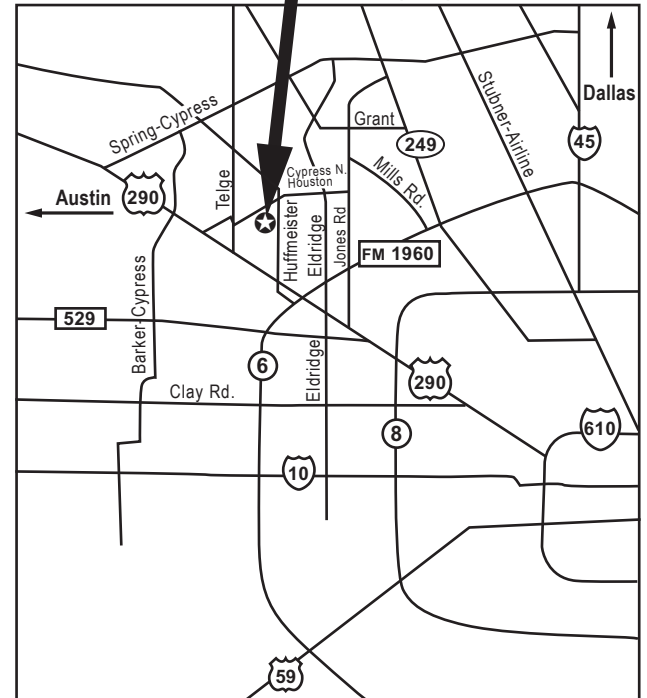 Dallas
Stubner-Airline
Spring-Cypress
Grant
249
45
Mills Rd.
Cypress N.
Houston
Telge
290
Austin
Huffmeister
Eldridge
Jones Rd
FM 1960
Barker-Cypress
529
6
Eldridge
290
Clay Rd.
8
610
10
59